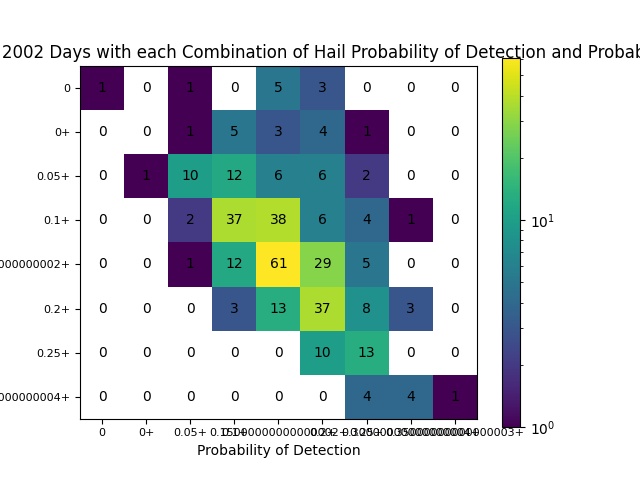 2002 Days with each Combination of Hail Probability of Detection and Probab
0 1 0 1 0 5 3 0 0 0
0+ 0 0 1 5 3 4 1 0 0
0.05+ 0 1 10 12 6 6 2 0 0
0.1+ 0 0 2 37 38 6 4 1 0
000000002+ 0 0 1 12 61 29 5 0 0
0.2+ 0 0 0 3 13 37 8 3 0
0.25+ 0 0 0 0 0 10 13 0 0
000000004+ 0 0 0 0 0 0 4 4 1
0 0+ 0.05+
Probability of Detection
10¹
10⁰